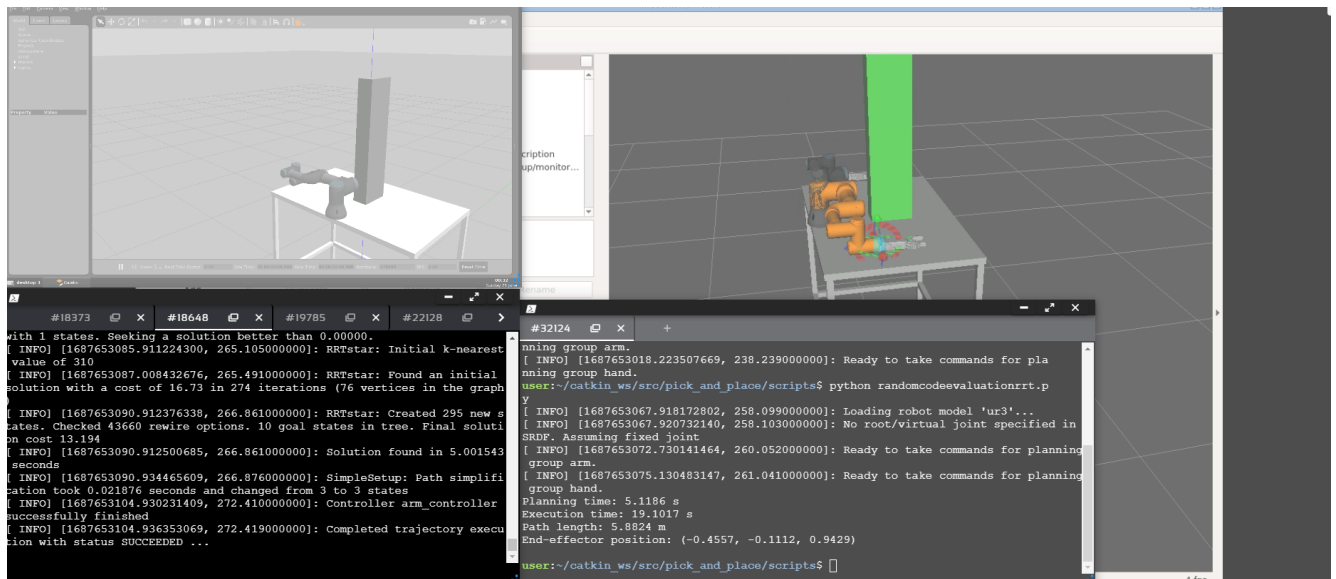 cription
up/monitor...
desktop 1
ename
#18373
#18648
#19785
#22128
with 1 states. Seeking a solution better than 0.00000.
[ INFO] [1687653085.911224300, 265.105000000]: RRTstar: Initial k-nearest
value of 310
[ INFO] [1687653087.008432676, 265.491000000]: RRTstar: Found an initial
solution with a cost of 16.73 in 274 iterations (76 vertices in the graph
)
[ INFO] [1687653090.912376338, 266.861000000]: RRTstar: Created 295 new s
tates. Checked 43660 rewire options. 10 goal states in tree. Final soluti
on cost 13.194
[ INFO] [1687653090.912500685, 266.861000000]: Solution found in 5.001543
seconds
[ INFO] [1687653090.934465609, 266.876000000]: SimpleSetup: Path simplifi
cation took 0.021876 seconds and changed from 3 to 3 states
[ INFO] [1687653104.930231409, 272.410000000]: Controller arm_controller
successfully finished
[ INFO] [1687653104.936353069, 272.419000000]: Completed trajectory execu
tion with status SUCCEEDED ...
#32124
nning group arm.
[ INFO] [1687653018.223507669, 238.239000000]: Ready to take commands for pla
nning group hand.
user:~/catkin_ws/src/pick_and_place/scripts$ python randomcodeevaluationrrt.p
y
[ INFO] [1687653067.918172802, 258.099000000]: Loading robot model 'ur3'...
[ INFO] [1687653067.920732140, 258.103000000]: No root/virtual joint specified in
SRDF. Assuming fixed joint
[ INFO] [1687653072.730141464, 260.052000000]: Ready to take commands for planning
group arm.
[ INFO] [1687653075.130483147, 261.041000000]: Ready to take commands for planning
group hand.
Planning time: 5.1186 s
Execution time: 19.1017 s
Path length: 5.8824 m
End-effector position: (-0.4557, -0.1112, 0.9429)
user:~/catkin_ws/src/pick_and_place/scripts$